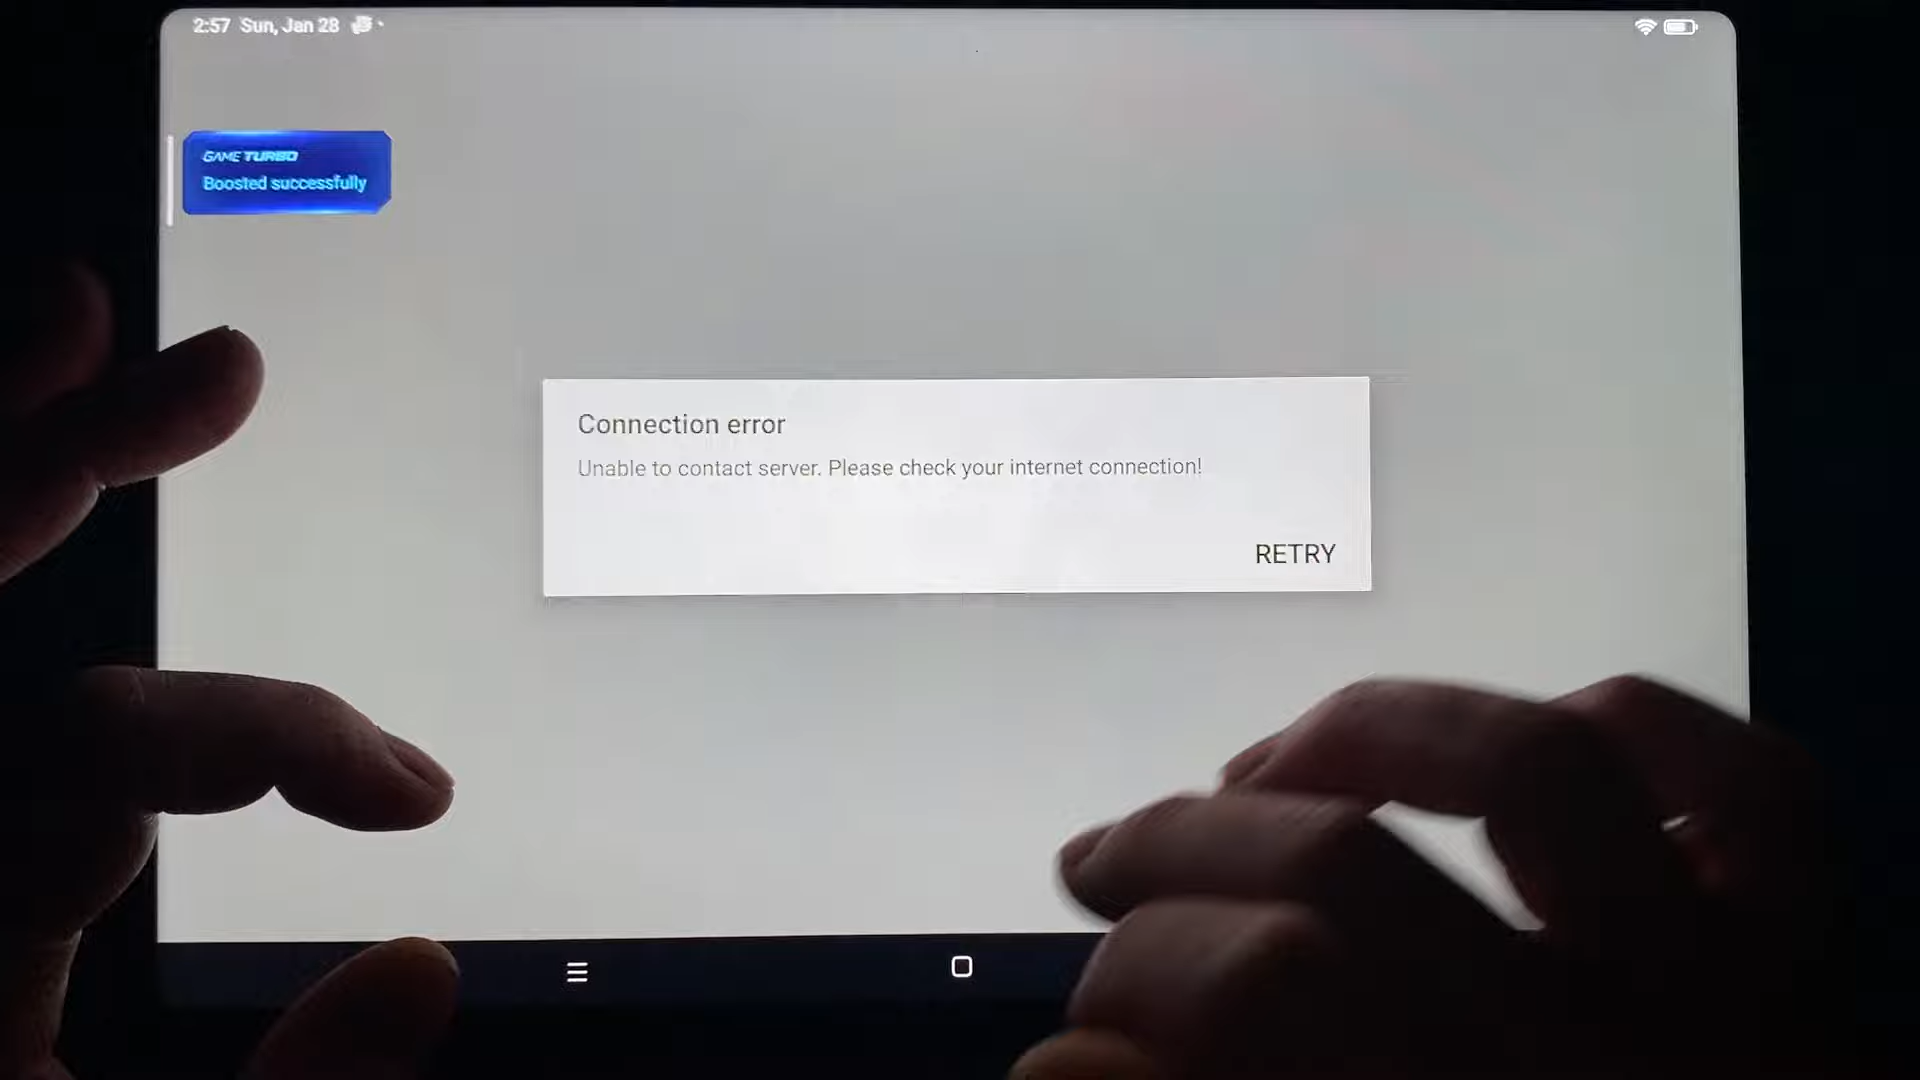 2:57 Sun, Jan 28
GAME TURBO
Boosted successfully
Connection error
Unable to contact server. Please check your internet connection!
RETRY